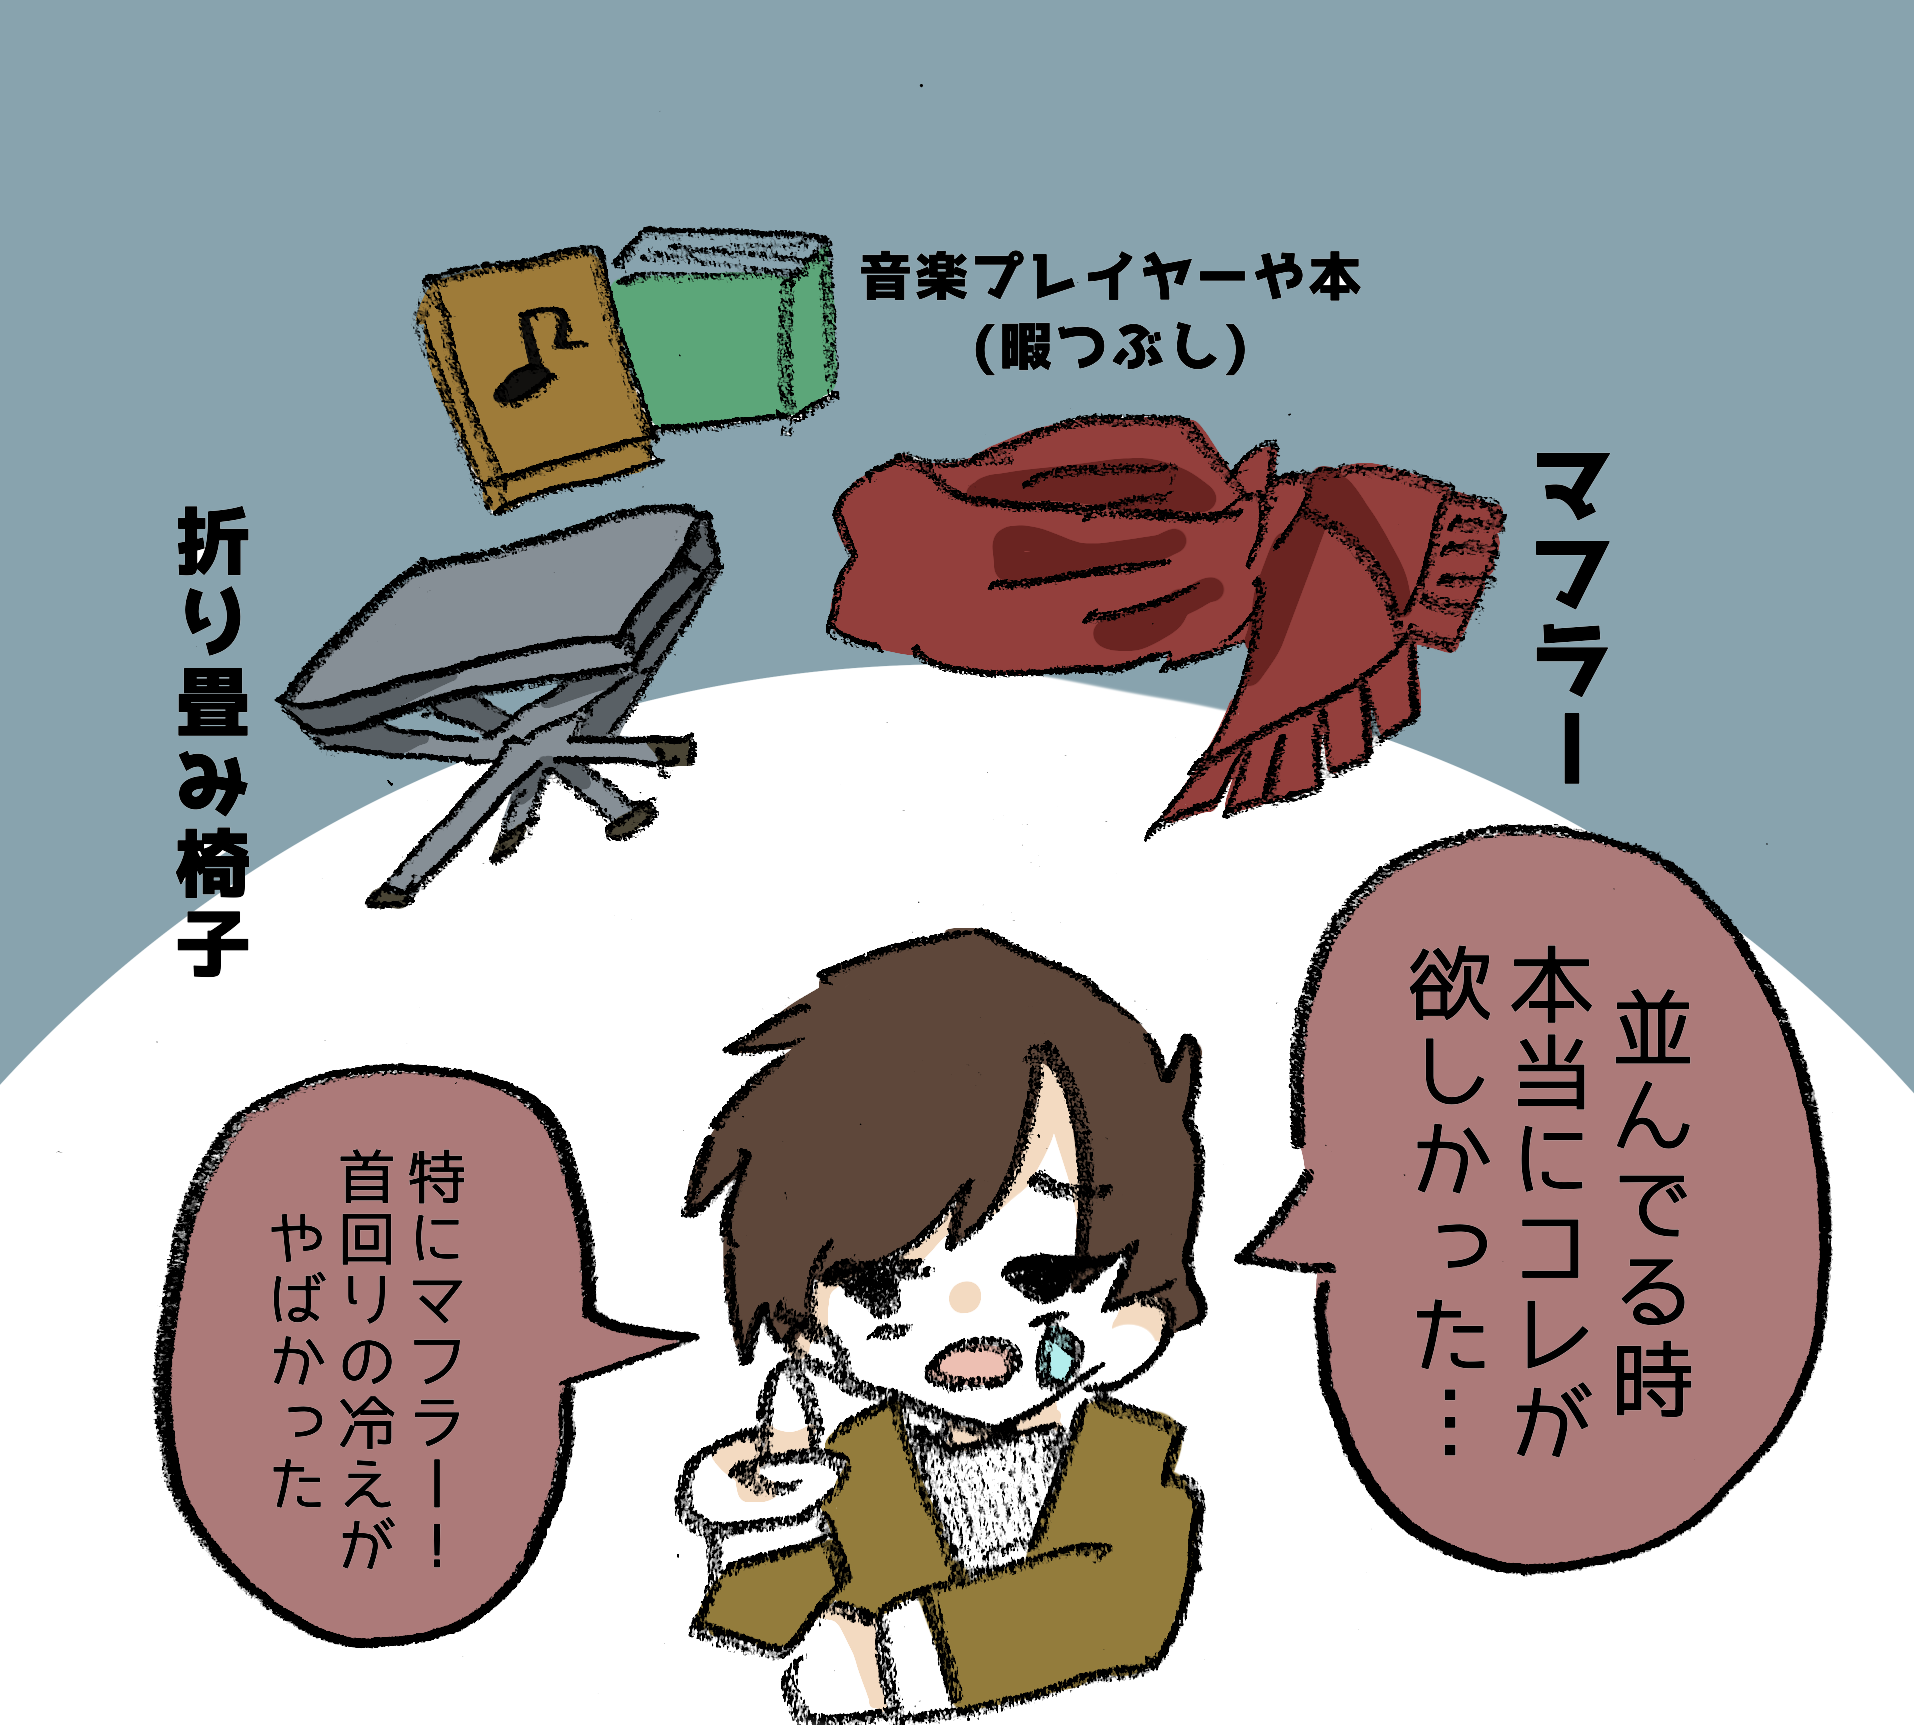 音楽プレイヤーや本
(暇つぶし)
マフラー
折り畳み椅子
並んでる時
本当にコレが
欲しかった…
特にマフラー!
首回りの冷えが
やばかった